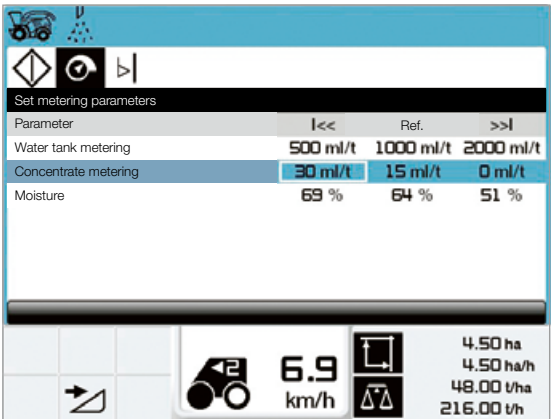 Set metering parameters
Parameter I<< Ref. >>I
Water tank metering 500 ml/t 1000 ml/t 2000 ml/t
Concentrate metering 30 ml/t 15 ml/t 0 ml/t
Moisture 69 % 64 % 51 %
2
6.9
km/h
4.50 ha
4.50 ha/h
48.00 t/ha
216.00 t/h